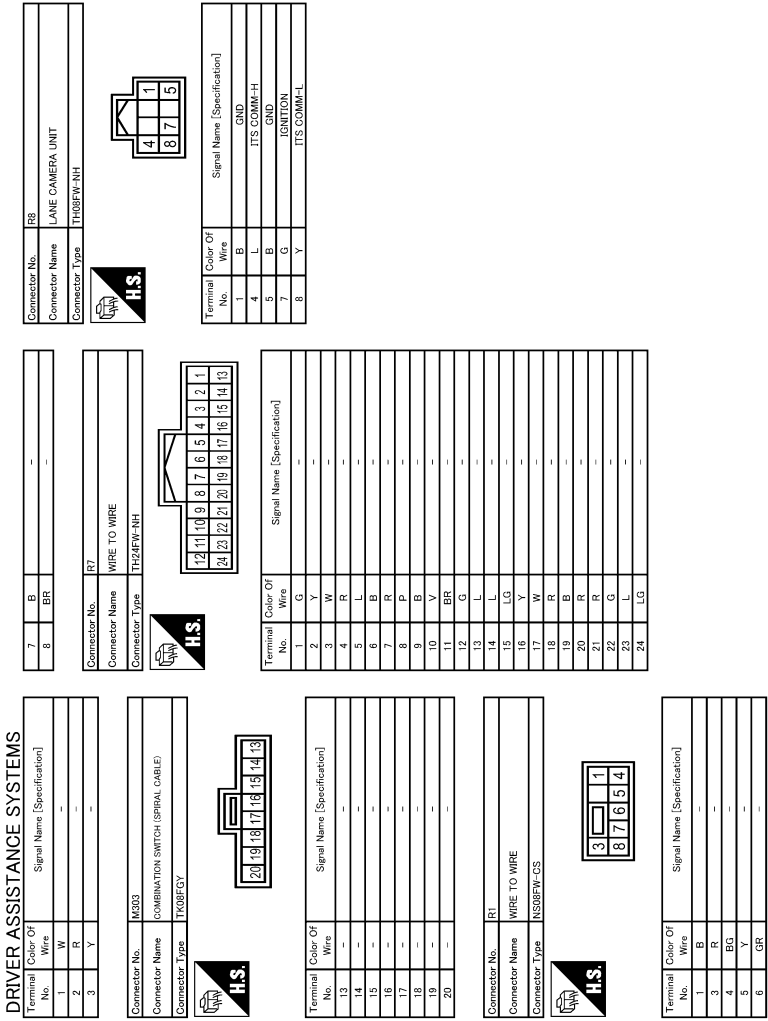 DRIVER ASSISTANCE SYSTEMS
Terminal No. Color Of Wire Signal Name [Specification]
1 W –
2 R –
3 Y –
Connector No. M303
Connector Name COMBINATION SWITCH (SPIRAL CABLE)
Connector Type TK08FGY
H.S.
20 19 18 17 16 15 14 13
Terminal No. Color Of Wire Signal Name [Specification]
13 – –
14 – –
15 – –
16 – –
17 – –
18 – –
19 – –
20 – –
Connector No. R1
Connector Name WIRE TO WIRE
Connector Type NS08FW-CS
H.S.
3 1
8 7 6 5 4
Terminal No. Color Of Wire Signal Name [Specification]
1 B –
3 R –
4 BG –
5 Y –
6 GR –
7 B –
8 BR –
Connector No. R7
Connector Name WIRE TO WIRE
Connector Type TH24FW-NH
H.S.
12 11 10 9 8 7 6 5 4 3 2 1
24 23 22 21 20 19 18 17 16 15 14 13
Terminal No. Color Of Wire Signal Name [Specification]
1 G –
2 Y –
3 W –
4 R –
5 L –
6 B –
7 R –
8 P –
9 B –
10 V –
11 BR –
12 G –
13 L –
14 L –
15 LG –
16 Y –
17 W –
18 R –
19 B –
20 R –
21 R –
22 G –
23 L –
24 LG –
Connector No. R8
Connector Name LANE CAMERA UNIT
Connector Type TH08FW-NH
H.S.
4 1
8 7 5
Terminal No. Color Of Wire Signal Name [Specification]
1 B GND
4 L ITS COMM-H
5 B GND
7 G IGNITION
8 Y ITS COMM-L